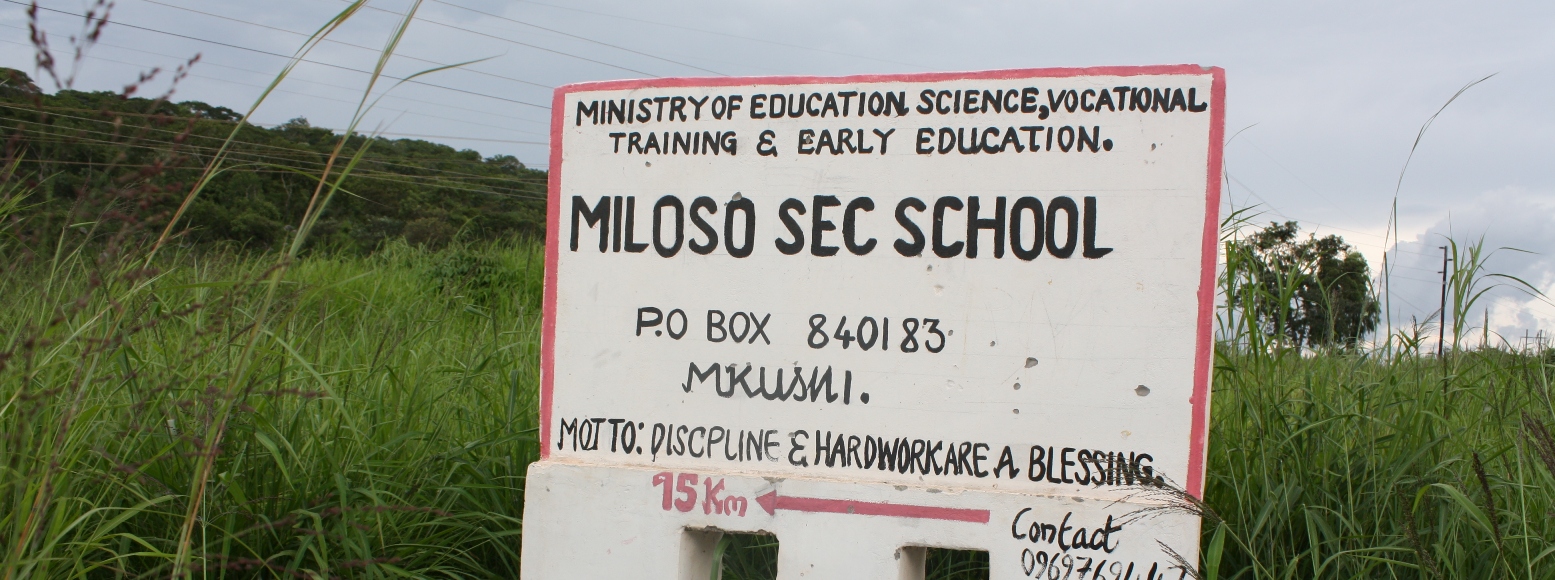 MINISTRY OF EDUCATION, SCIENCE, VOCATIONAL
TRAINING & EARLY EDUCATION.
MILOSO SEC SCHOOL
P.O BOX 840183
MKUSHI.
MOTTO: DISCPLINE & HARDWORK ARE A BLESSING.
15 Km
Contact